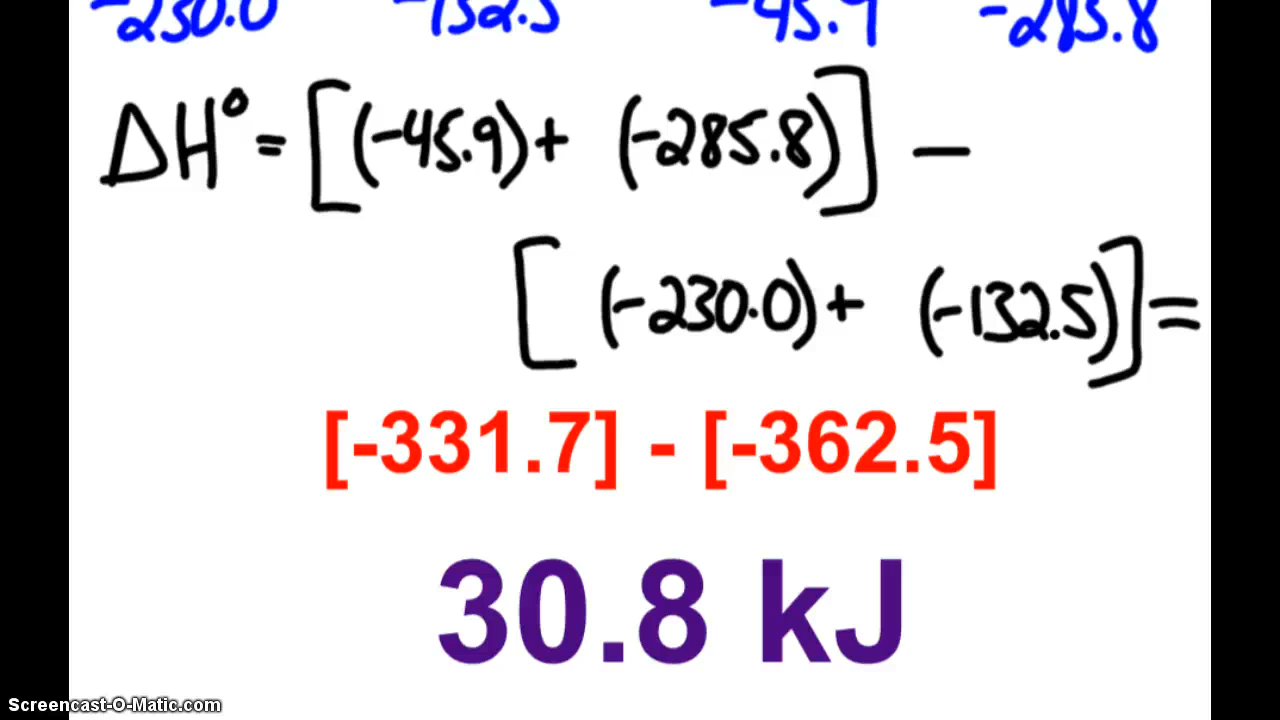 -230.0 -132.5 -45.9 -285.8
ΔH° = [(-45.9)+ (-285.8)] —
[ (-230.0)+ (-132.5)] =
[-331.7] - [-362.5]
30.8 kJ
Screencast-O-Matic.com